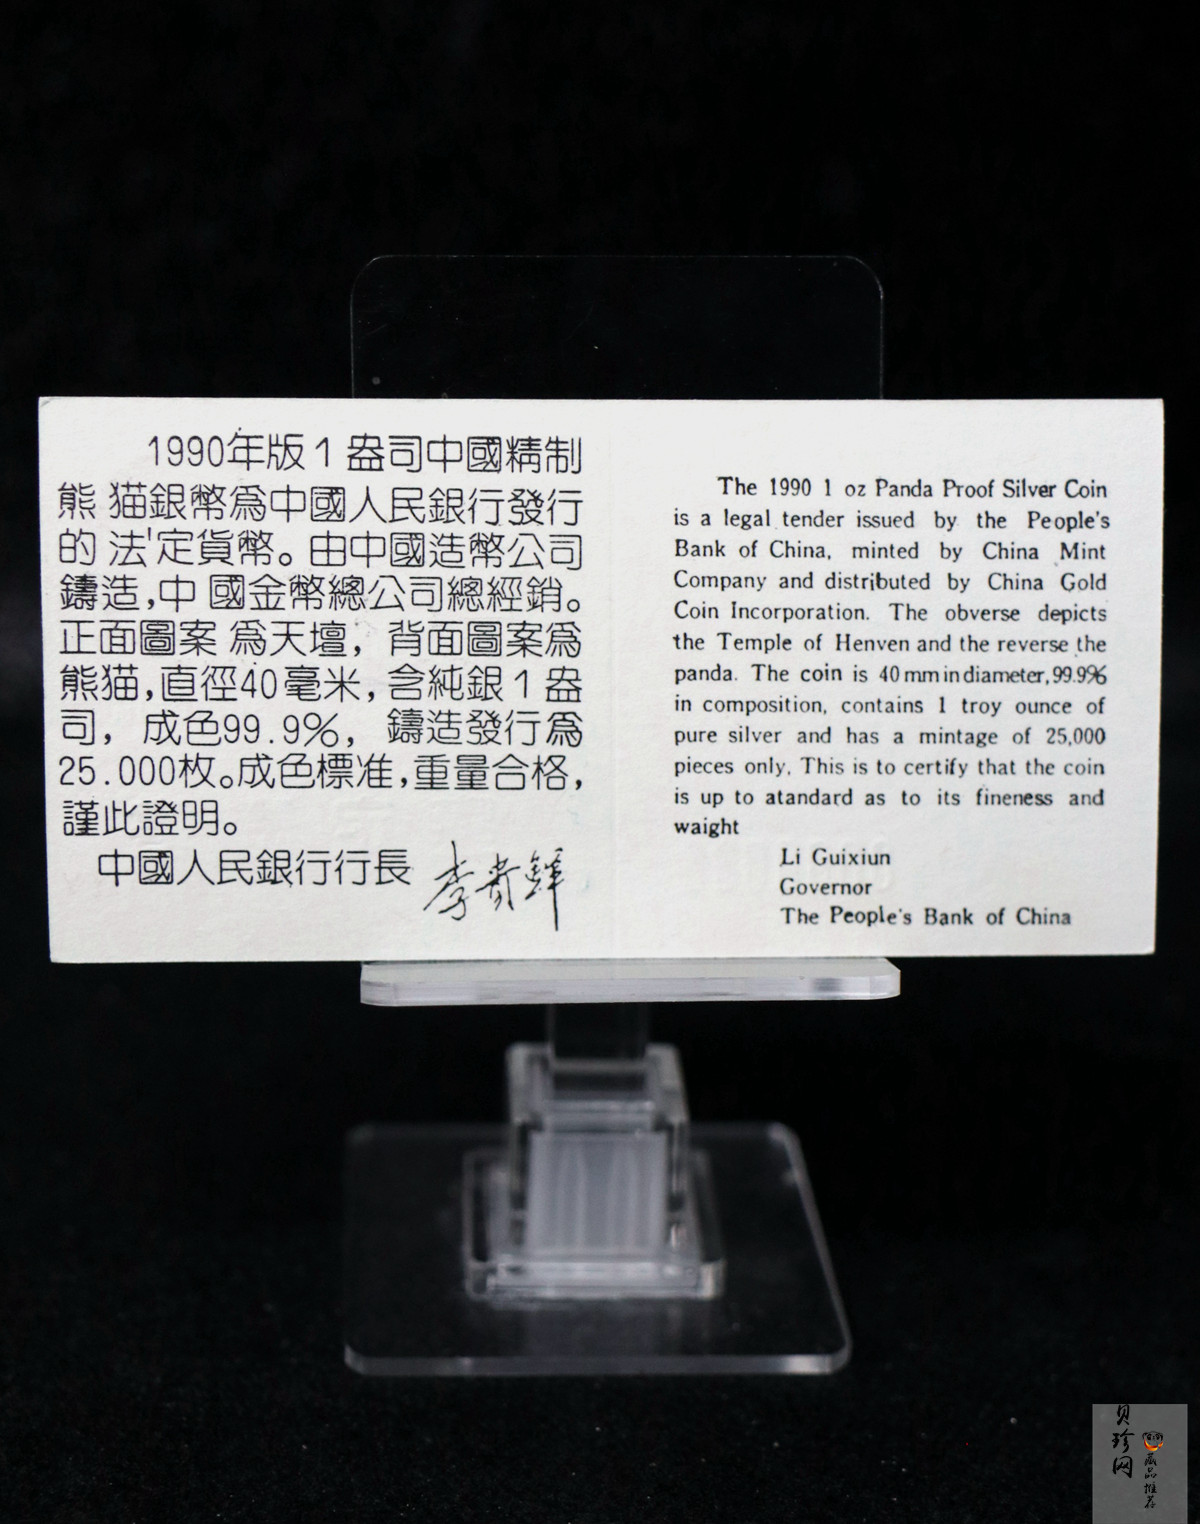 1990年版1盎司中國精制
熊猫銀幣爲中國人民銀行發行
的法定貨幣。由中國造幣公司
鑄造,中國金幣總公司總經銷。
正面圖案爲天壇,背面圖案爲
熊猫,直徑40毫米,含純銀1盎
司,成色99.9%,鑄造發行爲
25.000枚。成色標准,重量合格,
謹此證明。
中國人民銀行行長 李贵鲜
The 1990 1 oz Panda Proof Silver Coin
is a legal tender issued by the People's
Bank of China, minted by China Mint
Company and distributed by China Gold
Coin Incorporation. The obverse depicts
the Temple of Henven and the reverse the
panda. The coin is 40 mm in diameter, 99.9%
in composition, contains 1 troy ounce of
pure silver and has a mintage of 25,000
pieces only. This is to certify that the coin
is up to atandard as to its fineness and
waight
Li Guixiun
Governor
The People's Bank of China
贝珍网
藏品推荐